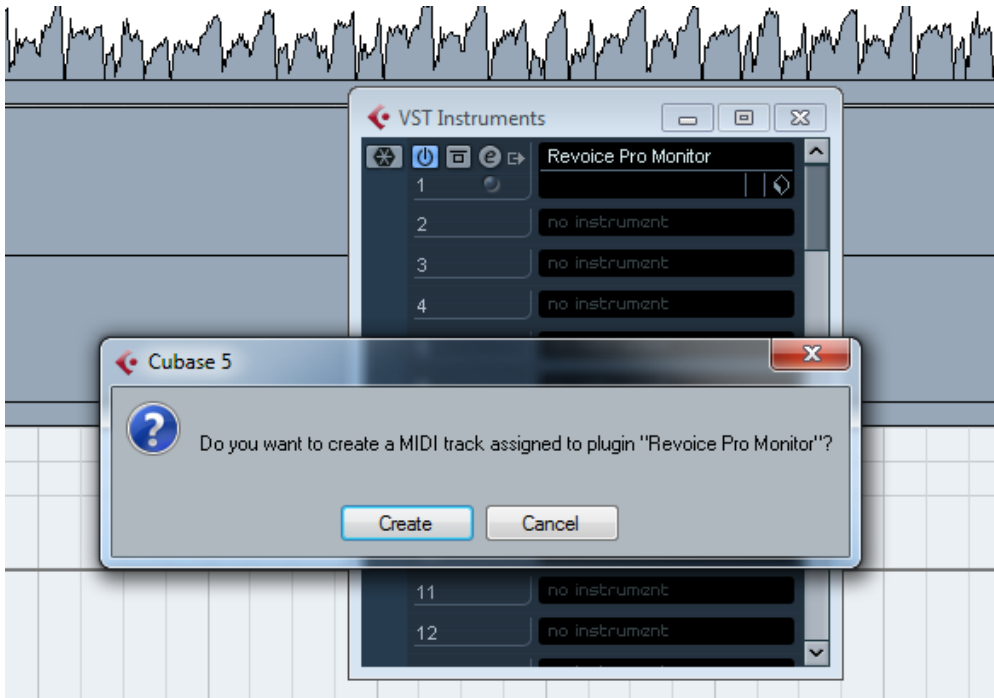 VST Instruments
e
Revoice Pro Monitor
1
2
no instrument
3
no instrument
4
no instrument
Cubase 5
Do you want to create a MIDI track assigned to plugin "Revoice Pro Monitor"?
Create
Cancel
11
no instrument
12
no instrument